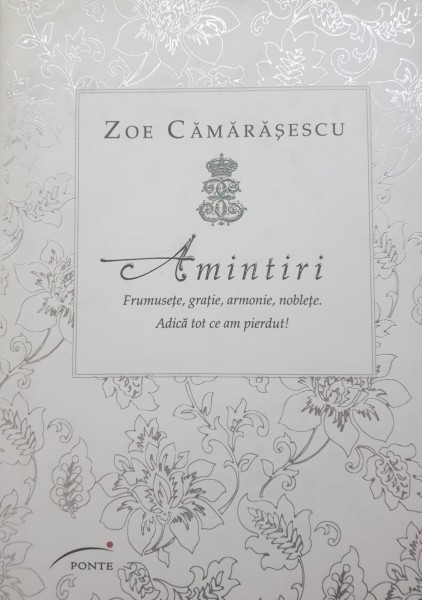 ZOE CĂMĂRĂȘESCU
Amintiri
Frumusețe, grație, armonie, noblețe.
Adică tot ce am pierdut!
PONTE